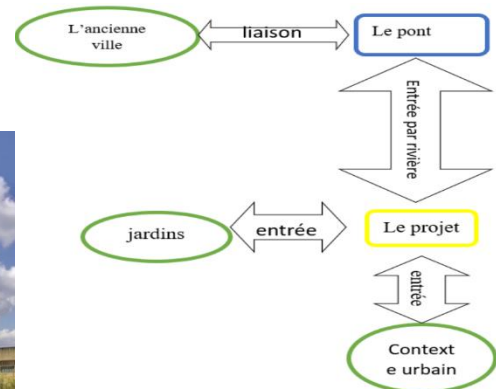 L'ancienne
ville
liaison
Le pont
Entrée par rivière
jardins
entrée
Le projet
entrée
Context
e urbain